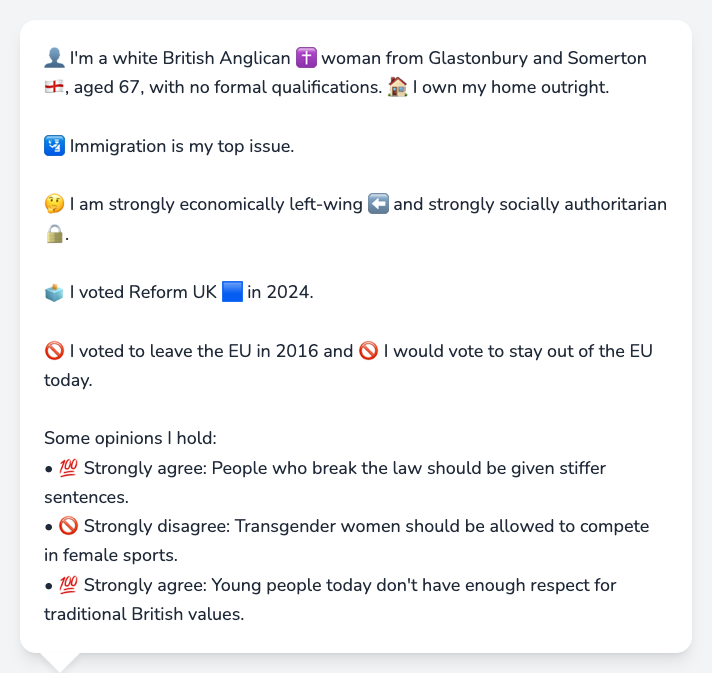 👤 I'm a white British Anglican ✝️ woman from Glastonbury and Somerton
🏴󠁧󠁢󠁥󠁮󠁧󠁿, aged 67, with no formal qualifications. 🏠 I own my home outright.
🛂 Immigration is my top issue.
🤔 I am strongly economically left-wing ⬅️ and strongly socially authoritarian
🔒.
🗳️ I voted Reform UK 🟦 in 2024.
🚫 I voted to leave the EU in 2016 and 🚫 I would vote to stay out of the EU
today.
Some opinions I hold:
• 💯 Strongly agree: People who break the law should be given stiffer
sentences.
• 🚫 Strongly disagree: Transgender women should be allowed to compete
in female sports.
• 💯 Strongly agree: Young people today don't have enough respect for
traditional British values.